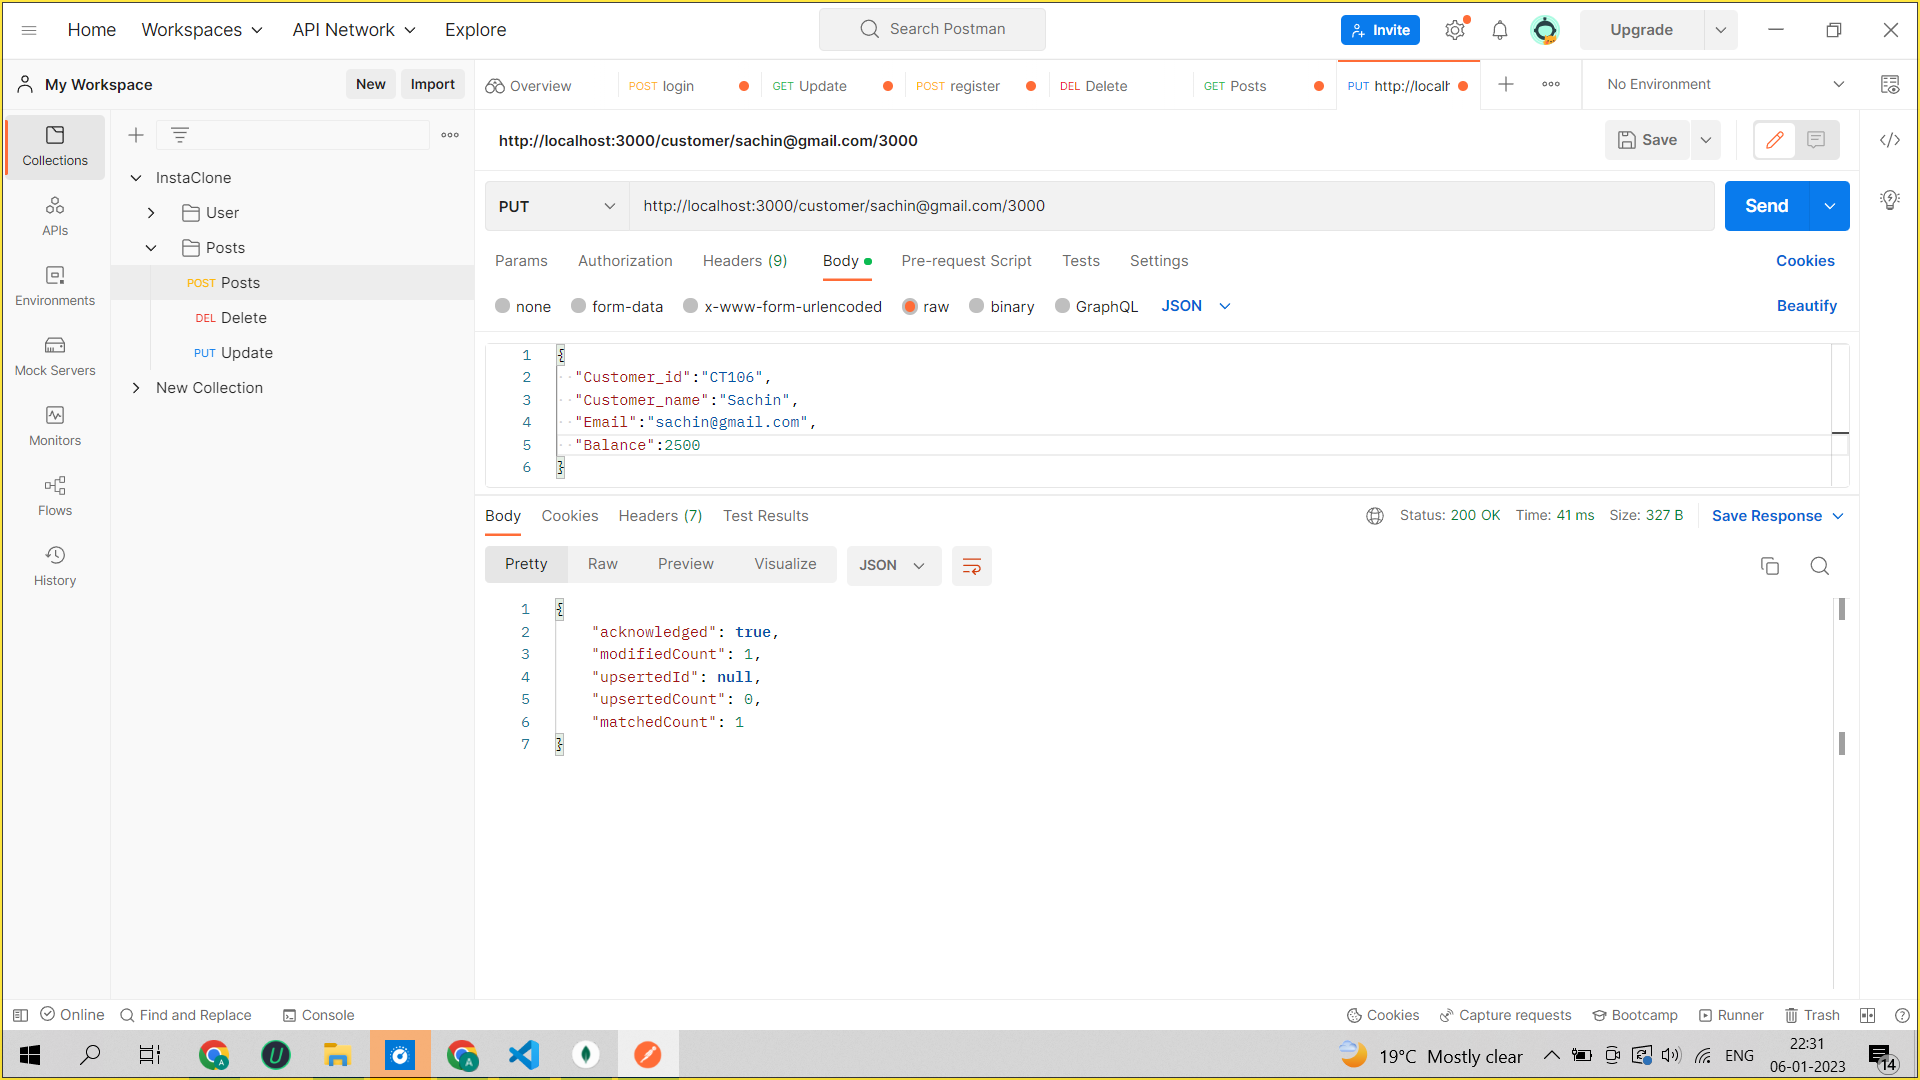 Home Workspaces API Network Explore Search Postman Invite Upgrade
My Workspace New Import Overview POST login GET Update POST register DEL Delete GET Posts PUT http://localh No Environment
http://localhost:3000/customer/sachin@gmail.com/3000 Save
PUT http://localhost:3000/customer/sachin@gmail.com/3000 Send
Params Authorization Headers (9) Body Pre-request Script Tests Settings Cookies
none form-data x-www-form-urlencoded raw binary GraphQL JSON Beautify
Collections
APIs
Environments
Mock Servers
Monitors
Flows
History
InstaClone
User
Posts
POST Posts
DEL Delete
PUT Update
New Collection
1 {
2 "Customer_id":"CT106",
3 "Customer_name":"Sachin",
4 "Email":"sachin@gmail.com",
5 "Balance":2500
6 }
Body Cookies Headers (7) Test Results Status: 200 OK Time: 41 ms Size: 327 B Save Response
Pretty Raw Preview Visualize JSON
1 {
2 "acknowledged": true,
3 "modifiedCount": 1,
4 "upsertedId": null,
5 "upsertedCount": 0,
6 "matchedCount": 1
7 }
Online Find and Replace Console Cookies Capture requests Bootcamp Runner Trash
19°C Mostly clear ENG 22:31
06-01-2023 14